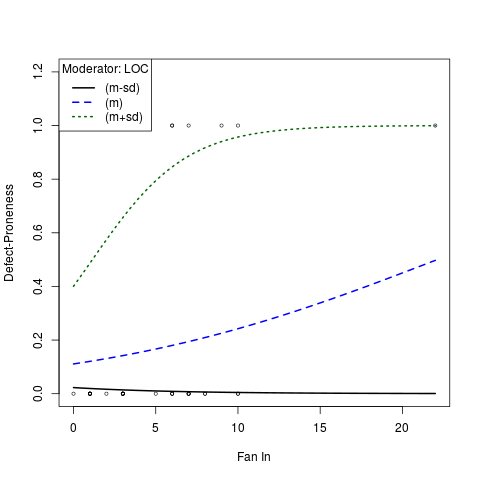 Moderator: LOC
(m-sd)
(m)
(m+sd)
1.2
1.0
0.8
0.6
0.4
0.2
0.0
Defect-Proneness
0 5 10 15 20
Fan In